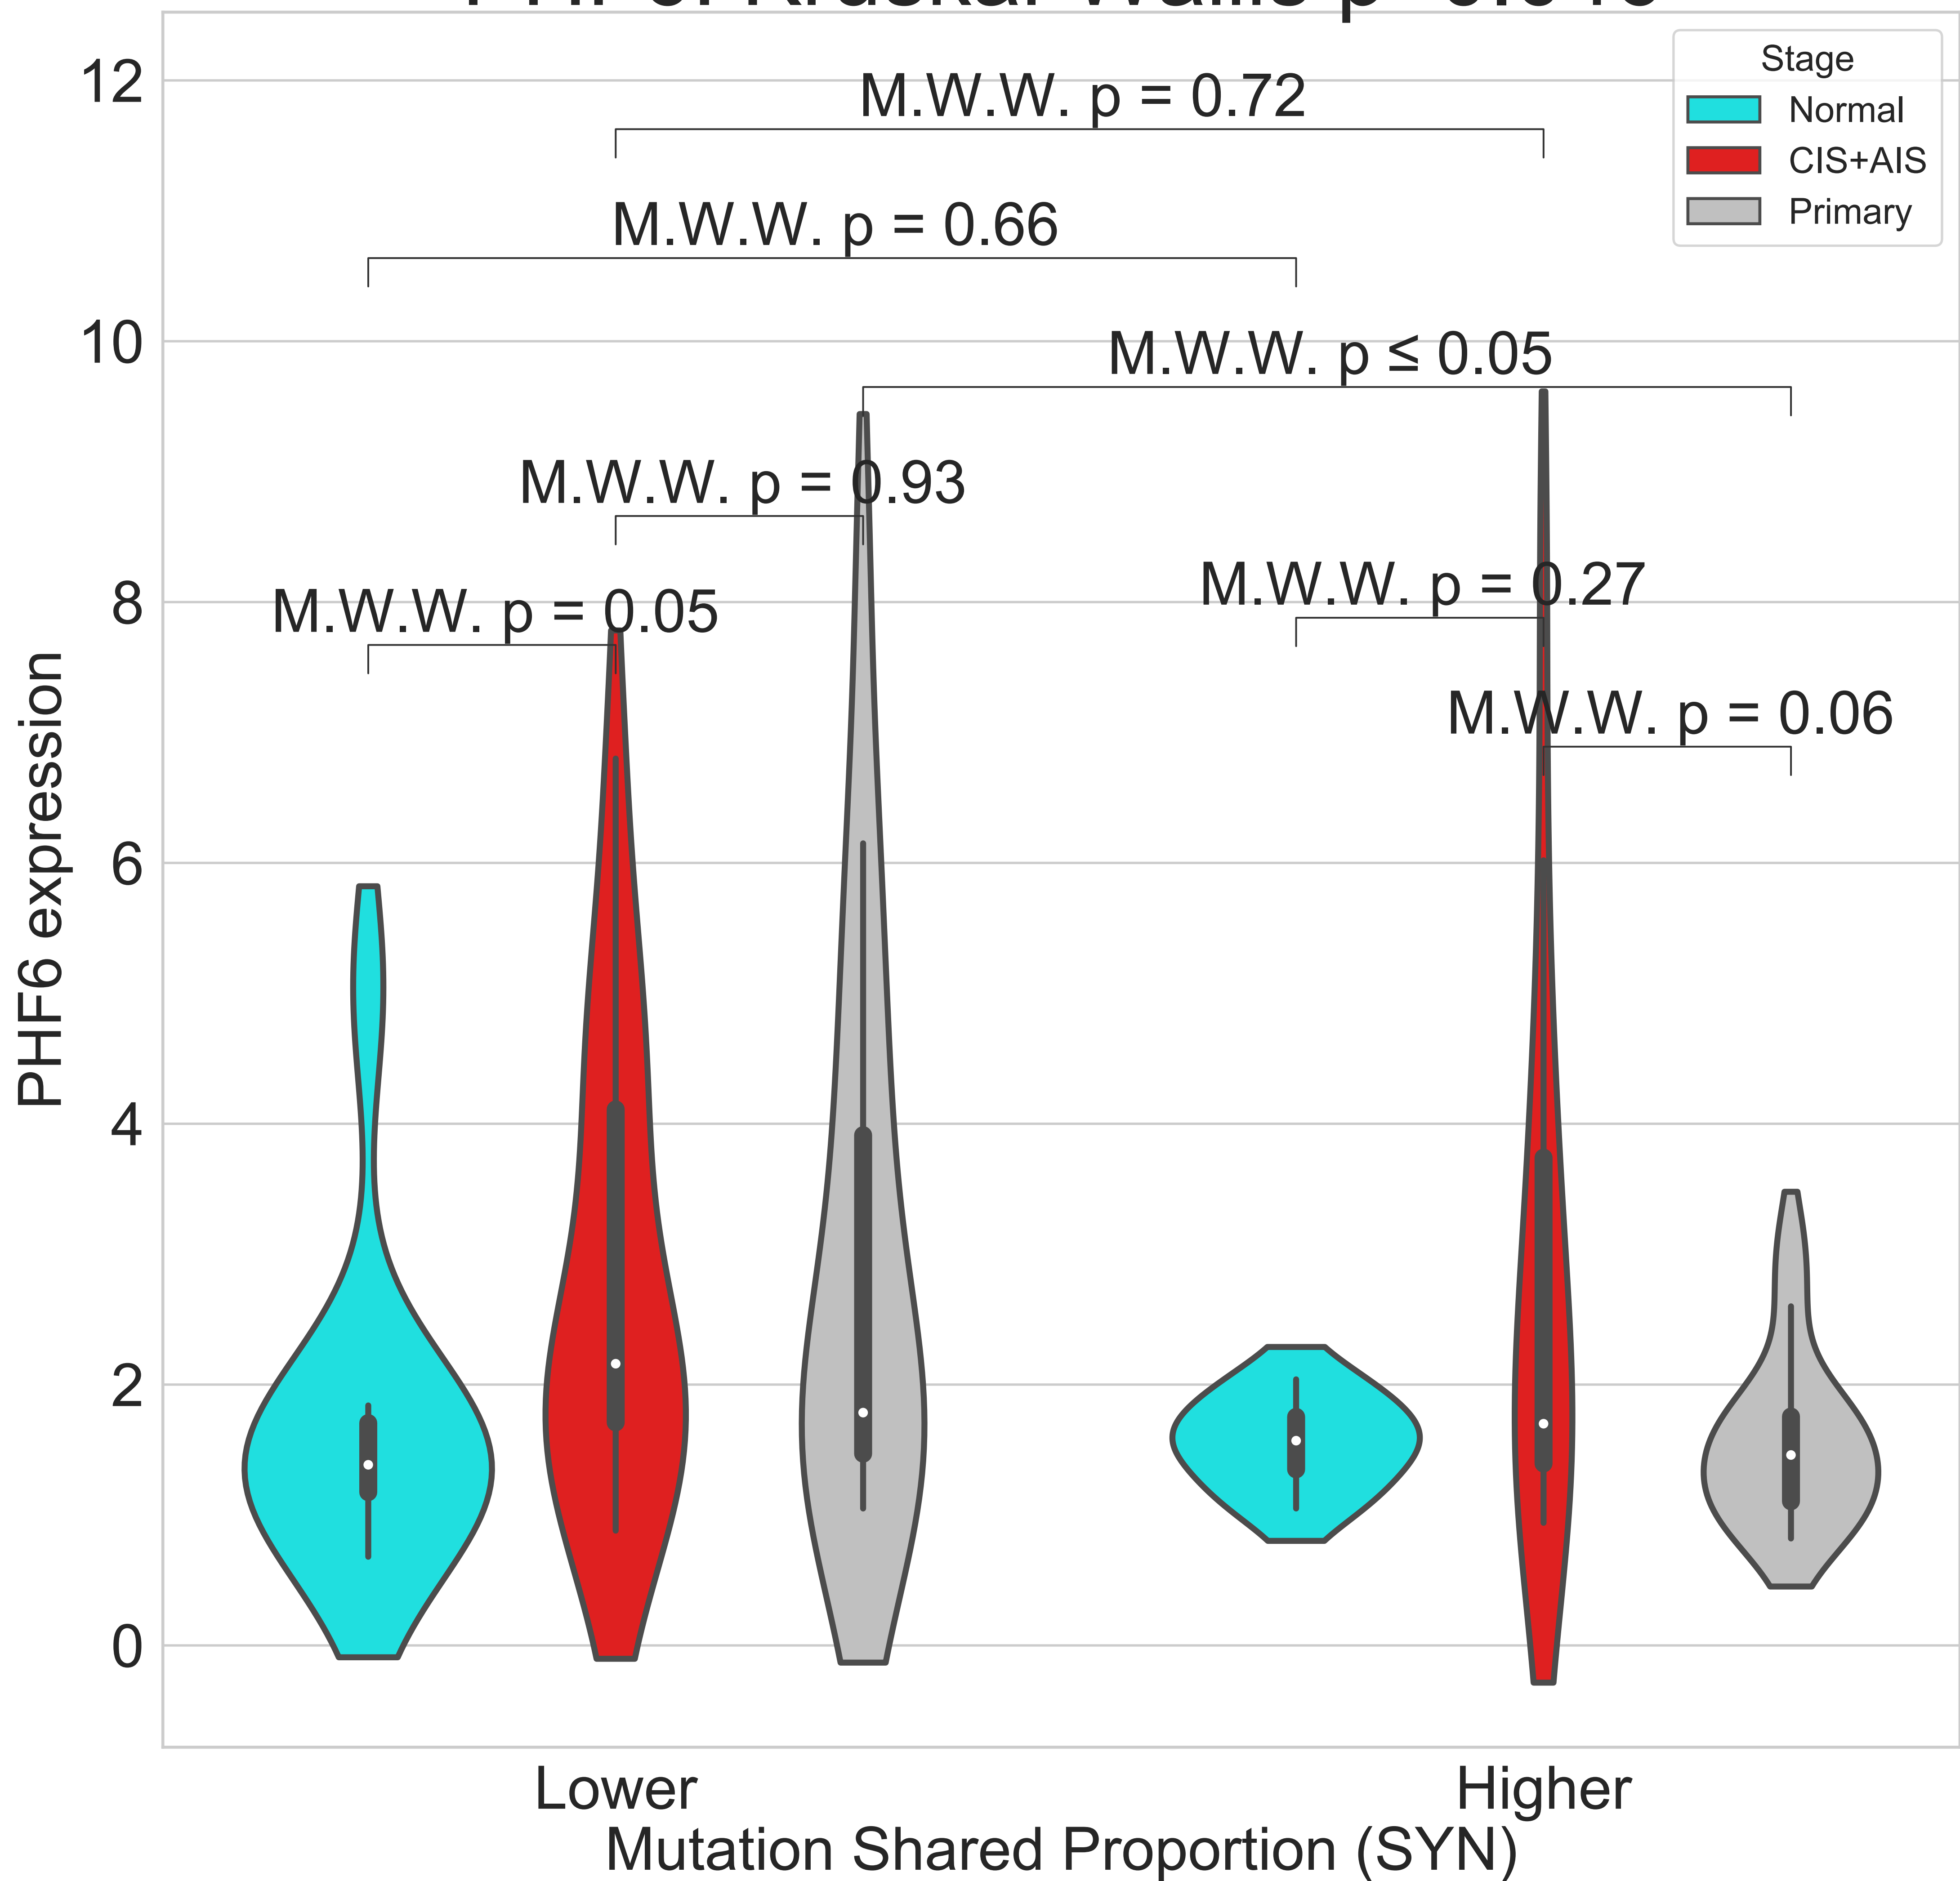 12
10
8
6
4
2
0
PHF6 expression
M.W.W. p = 0.72
M.W.W. p = 0.66
M.W.W. p ≤ 0.05
M.W.W. p = 0.93
M.W.W. p = 0.05
M.W.W. p = 0.27
M.W.W. p = 0.06
Stage
Normal
CIS+AIS
Primary
Lower
Higher
Mutation Shared Proportion (SYN)